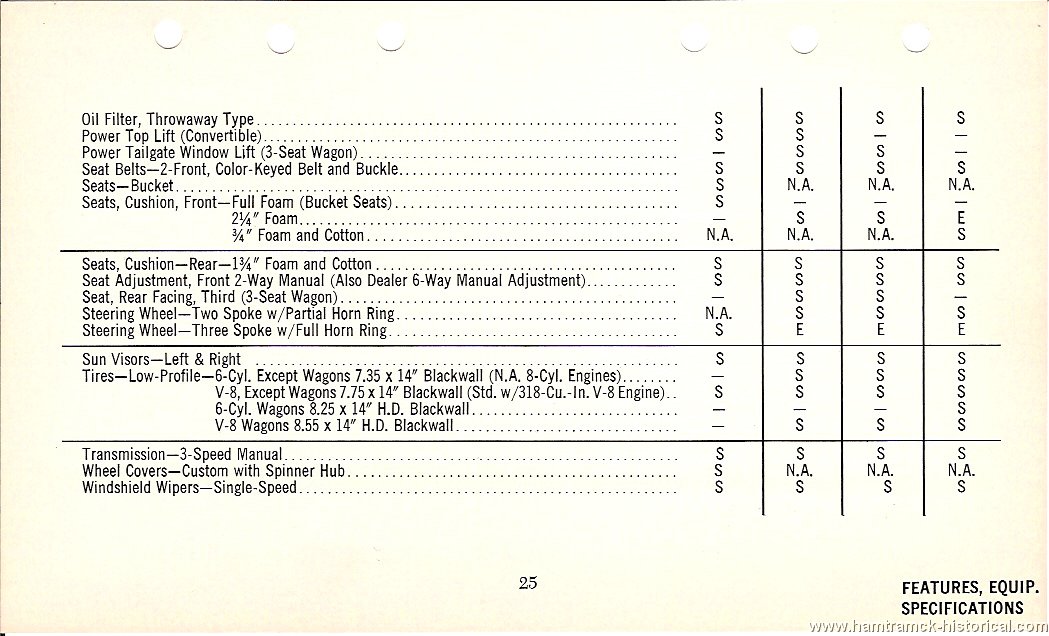 Oil Filter, Throwaway Type S S S S
Power Top Lift (Convertible) S S — —
Power Tailgate Window Lift (3-Seat Wagon) — S S —
Seat Belts—2-Front, Color-Keyed Belt and Buckle S S S S
Seats—Bucket S N.A. N.A. N.A.
Seats, Cushion, Front—Full Foam (Bucket Seats) S — — —
2¼" Foam — S S E
¾" Foam and Cotton N.A. N.A. N.A. S
Seats, Cushion—Rear—1¾" Foam and Cotton S S S S
Seat Adjustment, Front 2-Way Manual (Also Dealer 6-Way Manual Adjustment) S S S S
Seat, Rear Facing, Third (3-Seat Wagon) — S S —
Steering Wheel—Two Spoke w/Partial Horn Ring N.A. S S S
Steering Wheel—Three Spoke w/Full Horn Ring S E E E
Sun Visors—Left & Right S S S S
Tires—Low-Profile—6-Cyl. Except Wagons 7.35 x 14" Blackwall (N.A. 8-Cyl. Engines) — S S S
V-8, Except Wagons 7.75 x 14" Blackwall (Std. w/318-Cu.-In. V-8 Engine) S S S S
6-Cyl. Wagons 8.25 x 14" H.D. Blackwall — — — S
V-8 Wagons 8.55 x 14" H.D. Blackwall — S S S
Transmission—3-Speed Manual S S S S
Wheel Covers—Custom with Spinner Hub S N.A. N.A. N.A.
Windshield Wipers—Single-Speed S S S S
25
FEATURES, EQUIP.
SPECIFICATIONS
www.hamtramck-historical.com